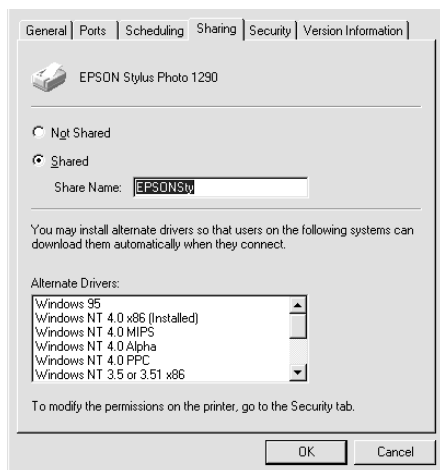 General Ports Scheduling Sharing Security Version Information
EPSON Stylus Photo 1290
Not Shared
Shared
Share Name: EPSONSty
You may install alternate drivers so that users on the following systems can
download them automatically when they connect.
Alternate Drivers:
Windows 95
Windows NT 4.0 x86 (Installed)
Windows NT 4.0 MIPS
Windows NT 4.0 Alpha
Windows NT 4.0 PPC
Windows NT 3.5 or 3.51 x86
To modify the permissions on the printer, go to the Security tab.
OK Cancel